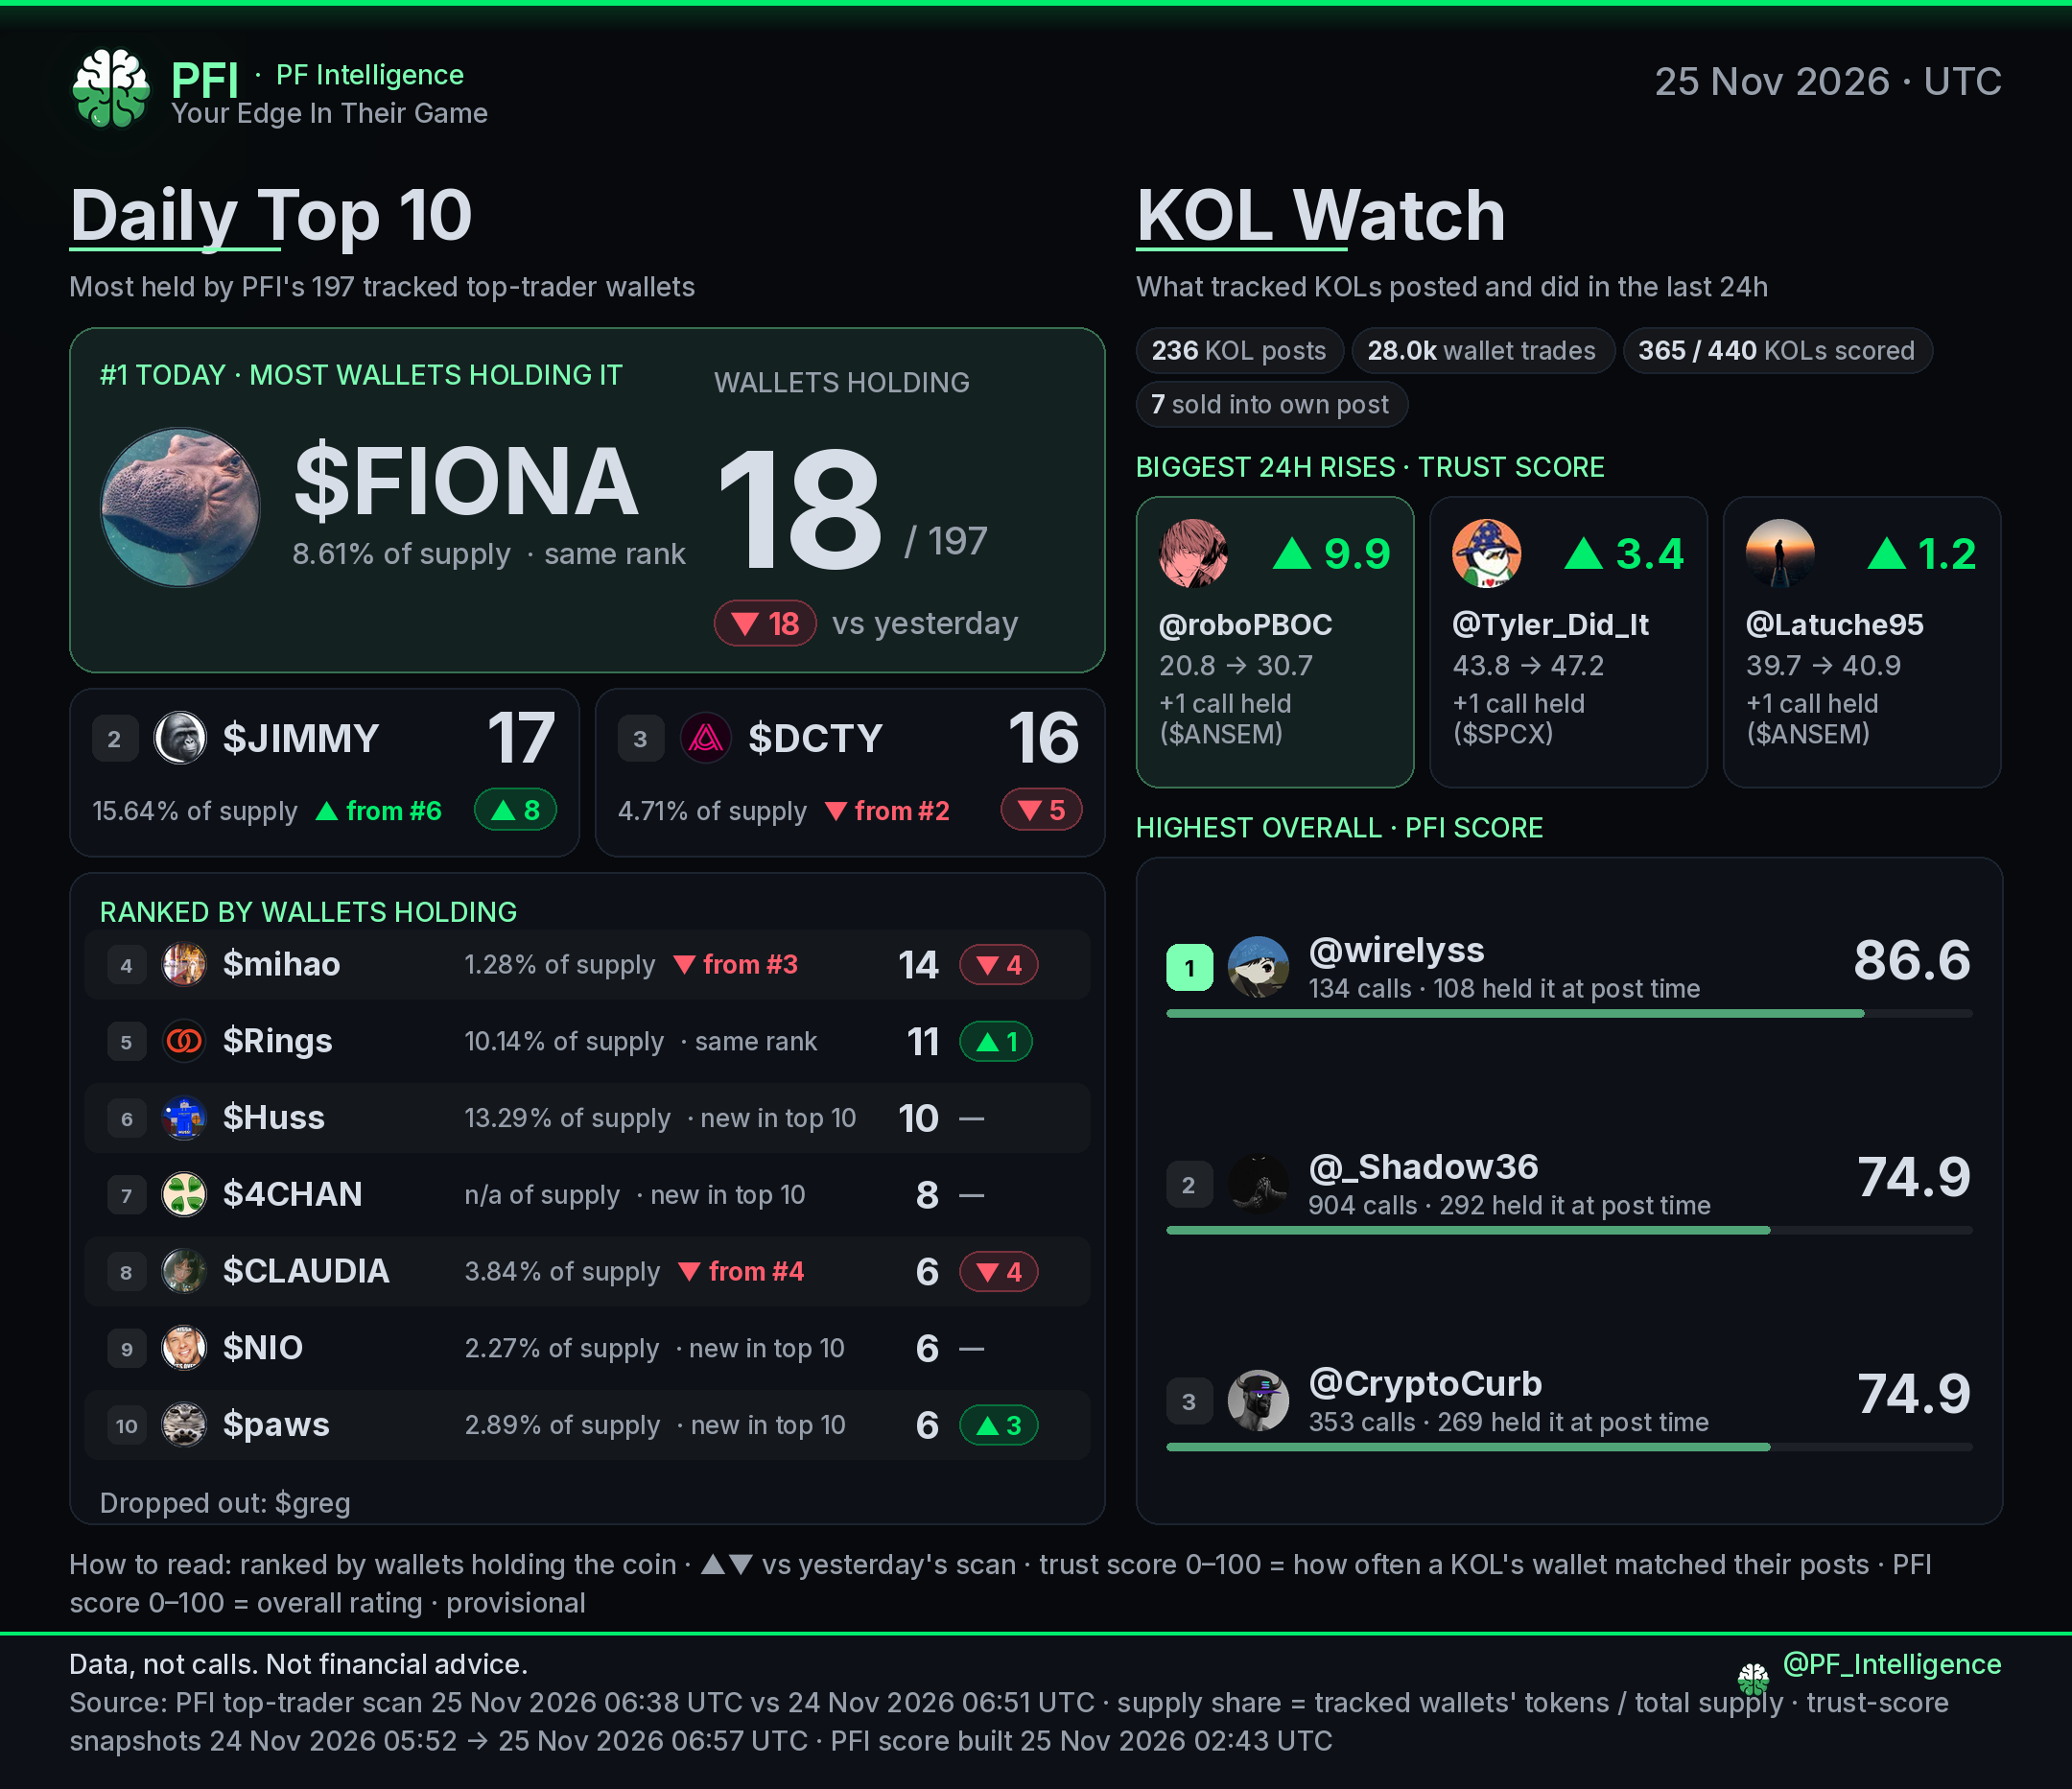 PFI · PF Intelligence
Your Edge In Their Game
25 Nov 2026 · UTC
Daily Top 10
Most held by PFI's 197 tracked top-trader wallets
#1 TODAY · MOST WALLETS HOLDING IT
WALLETS HOLDING
$FIONA
8.61% of supply · same rank
18 / 197
▼ 18 vs yesterday
2 $JIMMY 17
15.64% of supply ▲ from #6 ▲ 8
3 $DCTY 16
4.71% of supply ▼ from #2 ▼ 5
RANKED BY WALLETS HOLDING
4 $mihao 1.28% of supply ▼ from #3 14 ▼ 4
5 $Rings 10.14% of supply · same rank 11 ▲ 1
6 $Huss 13.29% of supply · new in top 10 10 —
7 $4CHAN n/a of supply · new in top 10 8 —
8 $CLAUDIA 3.84% of supply ▼ from #4 6 ▼ 4
9 $NIO 2.27% of supply · new in top 10 6 —
10 $paws 2.89% of supply · new in top 10 6 ▲ 3
Dropped out: $greg
KOL Watch
What tracked KOLs posted and did in the last 24h
236 KOL posts 28.0k wallet trades 365 / 440 KOLs scored
7 sold into own post
BIGGEST 24H RISES · TRUST SCORE
▲ 9.9
@roboPBOC
20.8 → 30.7
+1 call held
($ANSEM)
▲ 3.4
@Tyler_Did_It
43.8 → 47.2
+1 call held
($SPCX)
▲ 1.2
@Latuche95
39.7 → 40.9
+1 call held
($ANSEM)
HIGHEST OVERALL · PFI SCORE
1 @wirelyss 86.6
134 calls · 108 held it at post time
2 @_Shadow36 74.9
904 calls · 292 held it at post time
3 @CryptoCurb 74.9
353 calls · 269 held it at post time
How to read: ranked by wallets holding the coin · ▲▼ vs yesterday's scan · trust score 0–100 = how often a KOL's wallet matched their posts · PFI
score 0–100 = overall rating · provisional
Data, not calls. Not financial advice.
@PF_Intelligence
Source: PFI top-trader scan 25 Nov 2026 06:38 UTC vs 24 Nov 2026 06:51 UTC · supply share = tracked wallets' tokens / total supply · trust-score
snapshots 24 Nov 2026 05:52 → 25 Nov 2026 06:57 UTC · PFI score built 25 Nov 2026 02:43 UTC